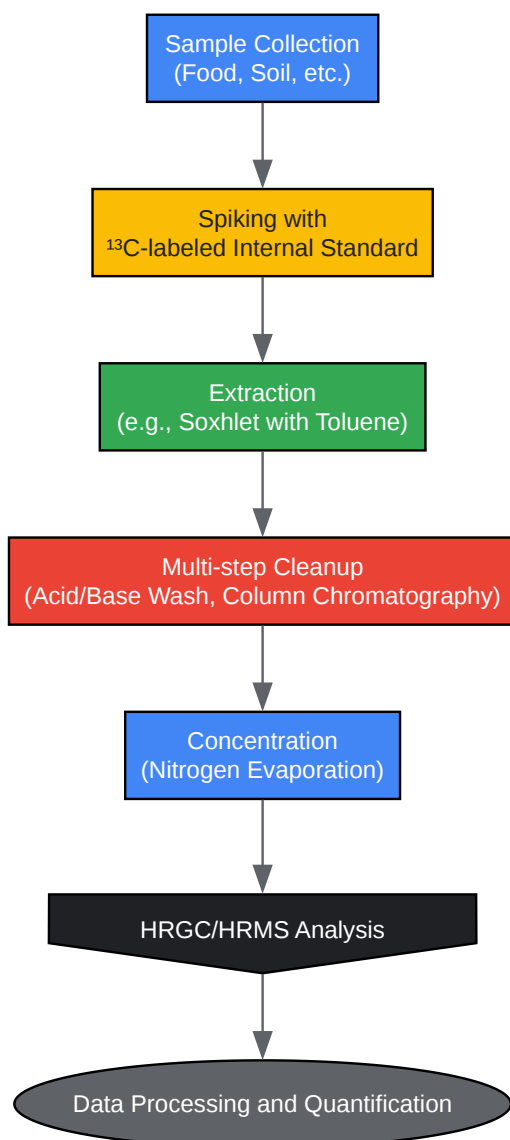 Sample Collection
(Food, Soil, etc.)
Spiking with
¹³C-labeled Internal Standard
Extraction
(e.g., Soxhlet with Toluene)
Multi-step Cleanup
(Acid/Base Wash, Column Chromatography)
Concentration
(Nitrogen Evaporation)
HRGC/HRMS Analysis
Data Processing and Quantification